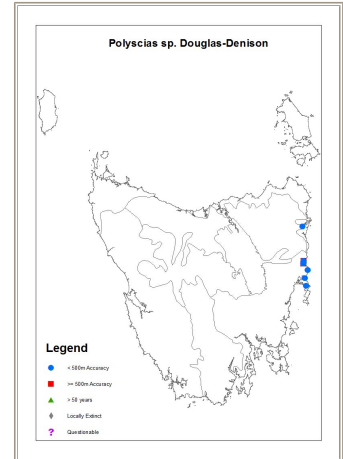 Polyscias sp. Douglas-Denison
Legend
< 500m Accuracy
>= 500m Accuracy
> 50 years
Locally Extinct
? Questionable